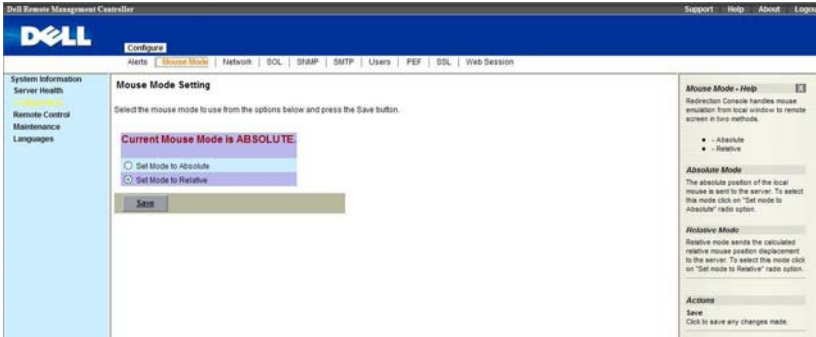 Dell Remote Management Controller
Support | Help | About | Logou
DELL
Configure
Alerts | Mouse Mode | Network | SOL | SNMP | SMTP | Users | PEF | SSL | Web Session
System Information
Server Health
Remote Control
Maintenance
Languages
Mouse Mode Setting
Select the mouse mode to use from the options below and press the Save button.
Current Mouse Mode is ABSOLUTE.
Set Mode to Absolute
Set Mode to Relative
Save
Mouse Mode - Help X
Redirection Console handles mouse
emulation from local window to remote
screen in two methods.
- Absolute
- Relative
Absolute Mode
The absolute position of the local
mouse is sent to the server. To select
this mode click on "Set mode to
Absolute" radio option.
Relative Mode
Relative mode sends the calculated
relative mouse position displacement
to the server. To select this mode click
on "Set mode to Relative" radio option.
Actions
Save
Click to save any changes made.